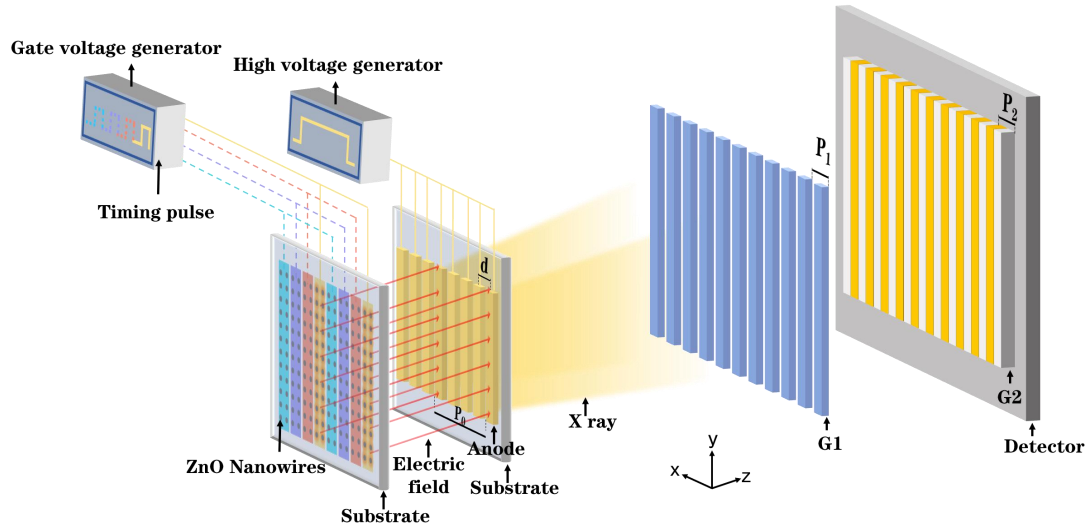 Gate voltage generator
High voltage generator
Timing pulse
d
P1
P2
P0
ZnO Nanowires
Substrate
Electric
field
Anode
Substrate
X ray
G1
G2
Detector
y
x
z